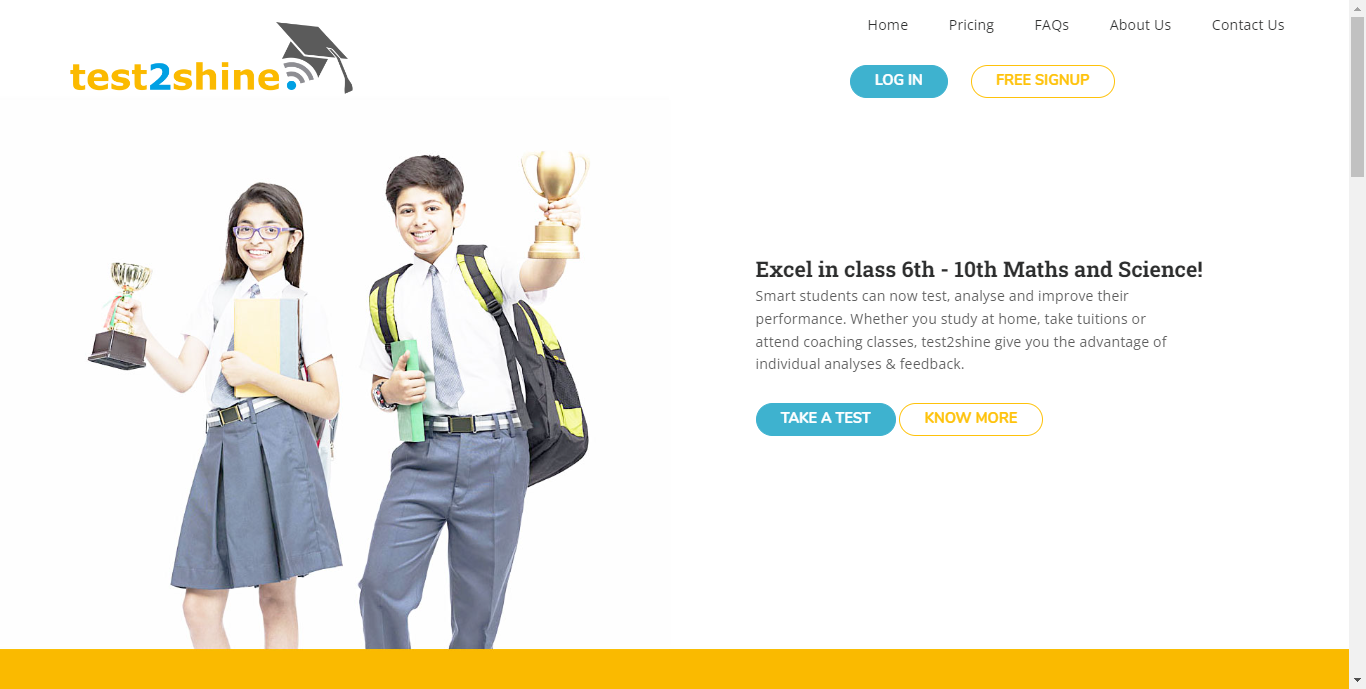 Home Pricing FAQs About Us Contact Us
test2shine
LOG IN FREE SIGNUP
Excel in class 6th - 10th Maths and Science!
Smart students can now test, analyse and improve their
performance. Whether you study at home, take tuitions or
attend coaching classes, test2shine give you the advantage of
individual analyses & feedback.
TAKE A TEST KNOW MORE